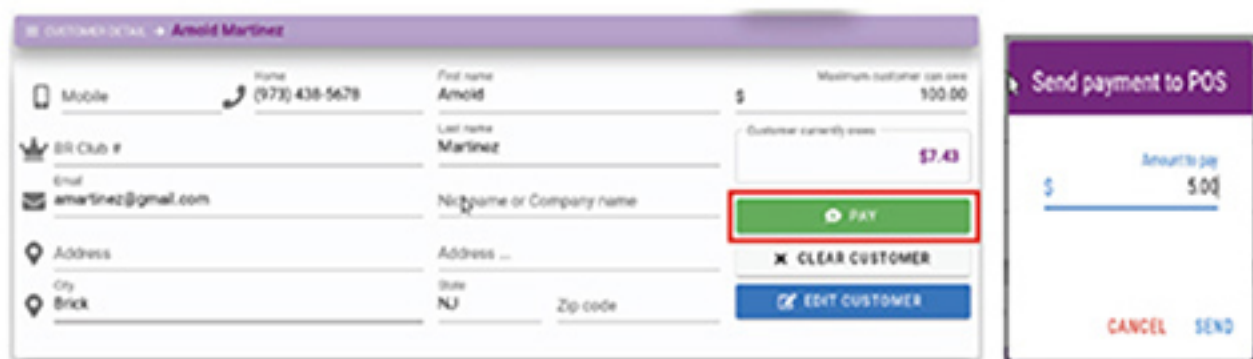 CUSTOMER DETAIL → Arnold Martinez
Mobile
Home
(973) 438-5678
First name
Arnold
Maximum customer can owe
$ 100.00
BR Club #
Last name
Martinez
Customer currently owes
$7.43
Email
amartinez@gmail.com
Nickname or Company name
PAY
Address
Address ...
CLEAR CUSTOMER
City
Brick
State
NJ
Zip code
EDIT CUSTOMER
Send payment to POS
Amount to pay
$ 5.00
CANCEL SEND